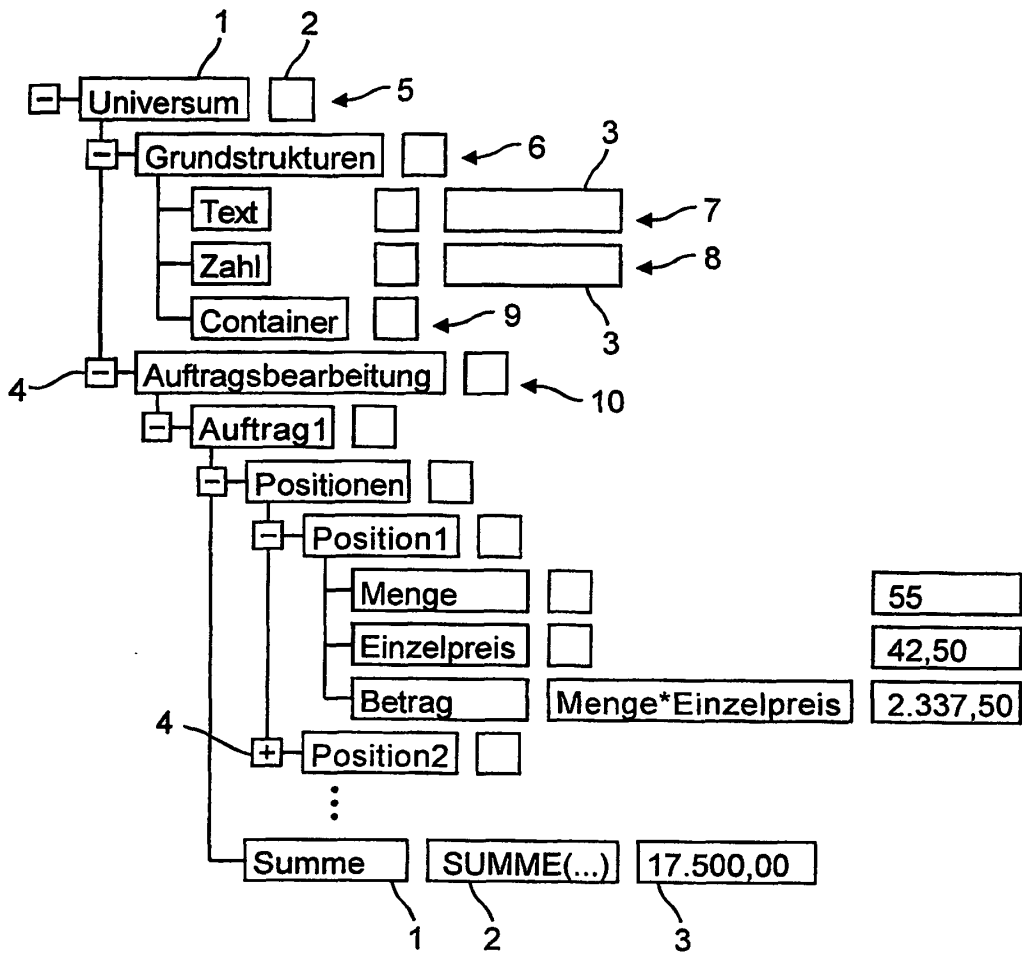 1 2
− Universum 5
3
− Grundstrukturen 6
Text 7
Zahl 8
Container 9
3
4 − Auftragsbearbeitung 10
− Auftrag1
− Positionen
− Position1
Menge 55
Einzelpreis 42,50
Betrag Menge*Einzelpreis 2.337,50
4 + Position2
Summe SUMME(...) 17.500,00
1 2 3